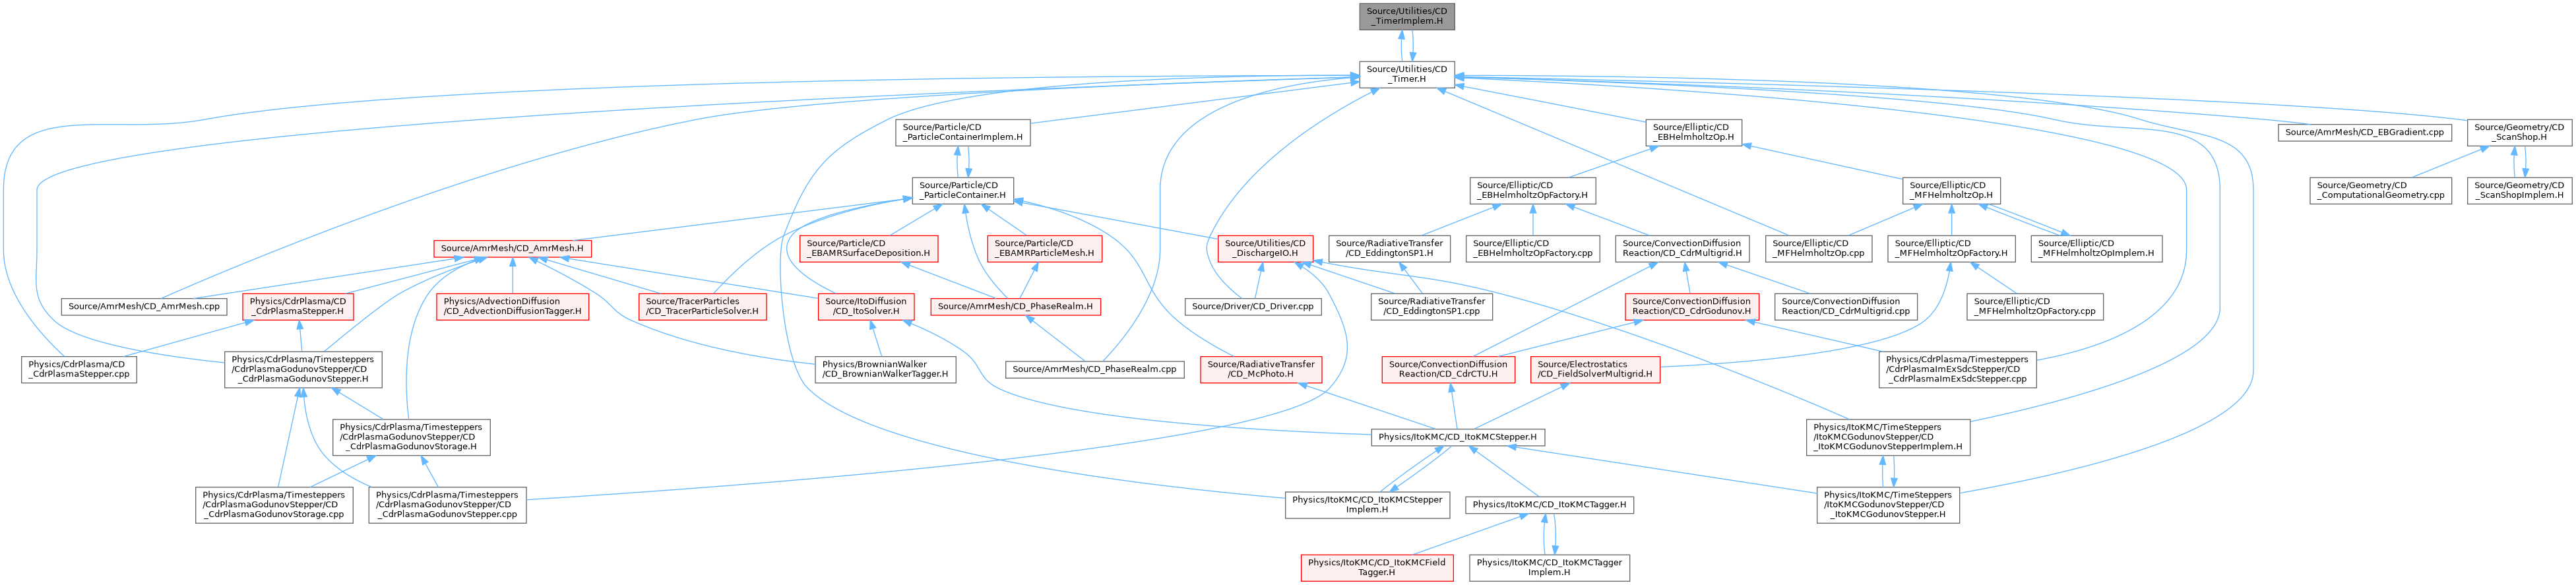 Source/Utilities/CD
_TimerImplem.H
Source/Utilities/CD
_Timer.H
Source/Particle/CD
_ParticleContainerImplem.H
Source/Elliptic/CD
_EBHelmholtzOp.H
Source/AmrMesh/CD_EBGradient.cpp
Source/Geometry/CD
_ScanShop.H
Source/Particle/CD
_ParticleContainer.H
Source/Elliptic/CD
_EBHelmholtzOpFactory.H
Source/Elliptic/CD
_MFHelmholtzOp.H
Source/Geometry/CD
_ComputationalGeometry.cpp
Source/Geometry/CD
_ScanShopImplem.H
Source/AmrMesh/CD_AmrMesh.H
Source/Particle/CD
_EBAMRSurfaceDeposition.H
Source/Particle/CD
_EBAMRParticleMesh.H
Source/Utilities/CD
_DischargeIO.H
Source/RadiativeTransfer
/CD_EddingtonSP1.H
Source/Elliptic/CD
_EBHelmholtzOpFactory.cpp
Source/ConvectionDiffusion
Reaction/CD_CdrMultigrid.H
Source/Elliptic/CD
_MFHelmholtzOp.cpp
Source/Elliptic/CD
_MFHelmholtzOpFactory.H
Source/Elliptic/CD
_MFHelmholtzOpImplem.H
Source/AmrMesh/CD_AmrMesh.cpp
Physics/CdrPlasma/CD
_CdrPlasmaStepper.H
Physics/AdvectionDiffusion
/CD_AdvectionDiffusionTagger.H
Source/TracerParticles
/CD_TracerParticleSolver.H
Source/ItoDiffusion
/CD_ItoSolver.H
Source/AmrMesh/CD_PhaseRealm.H
Source/Driver/CD_Driver.cpp
Source/RadiativeTransfer
/CD_EddingtonSP1.cpp
Source/ConvectionDiffusion
Reaction/CD_CdrGodunov.H
Source/ConvectionDiffusion
Reaction/CD_CdrMultigrid.cpp
Source/Elliptic/CD
_MFHelmholtzOpFactory.cpp
Physics/CdrPlasma/CD
_CdrPlasmaStepper.cpp
Physics/CdrPlasma/Timesteppers
/CdrPlasmaGodunovStepper/CD
_CdrPlasmaGodunovStepper.H
Physics/BrownianWalker
/CD_BrownianWalkerTagger.H
Source/AmrMesh/CD_PhaseRealm.cpp
Source/RadiativeTransfer
/CD_McPhoto.H
Source/ConvectionDiffusion
Reaction/CD_CdrCTU.H
Source/Electrostatics
/CD_FieldSolverMultigrid.H
Physics/CdrPlasma/Timesteppers
/CdrPlasmaImExSdcStepper/CD
_CdrPlasmaImExSdcStepper.cpp
Physics/CdrPlasma/Timesteppers
/CdrPlasmaGodunovStepper/CD
_CdrPlasmaGodunovStorage.H
Physics/ItoKMC/CD_ItoKMCStepper.H
Physics/ItoKMC/TimeSteppers
/ItoKMCGodunovStepper/CD
_ItoKMCGodunovStepperImplem.H
Physics/CdrPlasma/Timesteppers
/CdrPlasmaGodunovStepper/CD
_CdrPlasmaGodunovStorage.cpp
Physics/CdrPlasma/Timesteppers
/CdrPlasmaGodunovStepper/CD
_CdrPlasmaGodunovStepper.cpp
Physics/ItoKMC/CD_ItoKMCStepper
Implem.H
Physics/ItoKMC/CD_ItoKMCTagger.H
Physics/ItoKMC/TimeSteppers
/ItoKMCGodunovStepper/CD
_ItoKMCGodunovStepper.H
Physics/ItoKMC/CD_ItoKMCField
Tagger.H
Physics/ItoKMC/CD_ItoKMCTagger
Implem.H